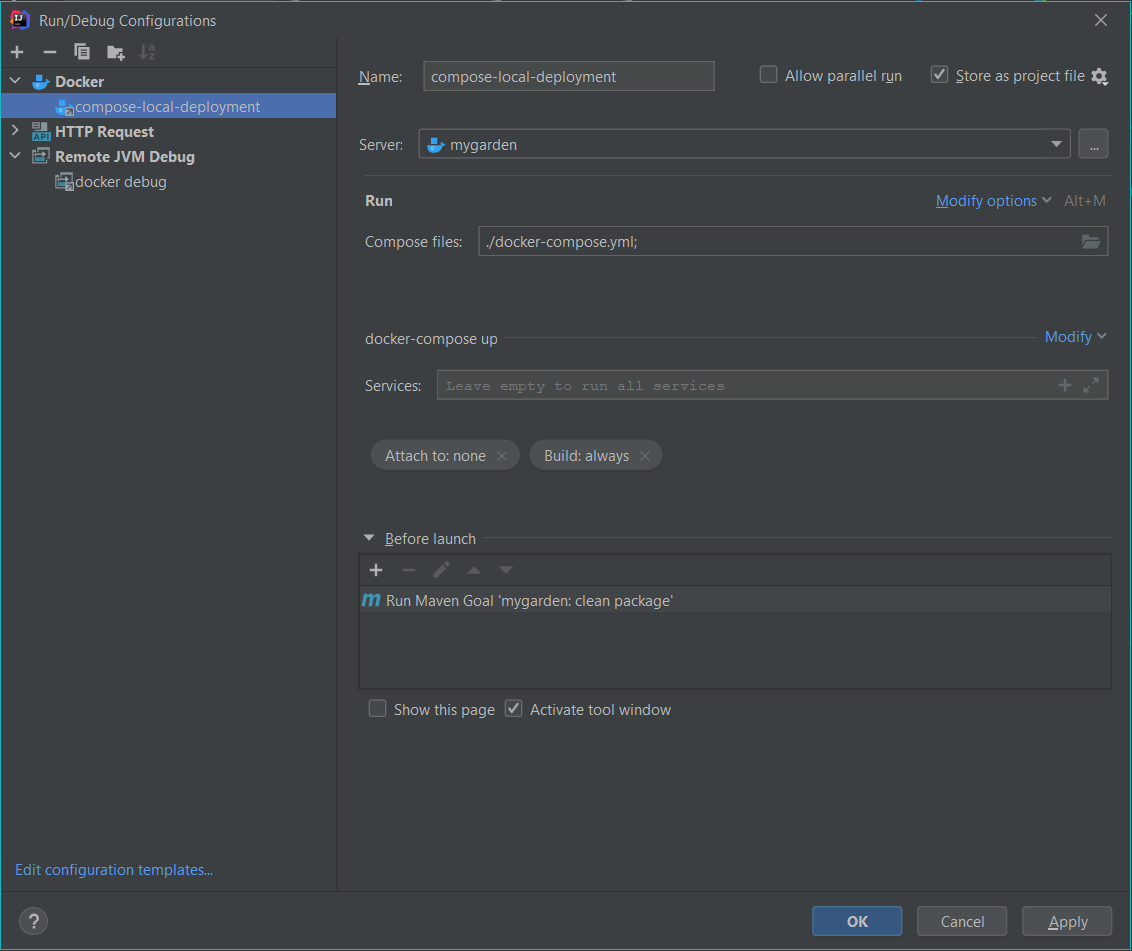 Run/Debug Configurations
Docker
compose-local-deployment
HTTP Request
Remote JVM Debug
docker debug
Edit configuration templates...
Name: compose-local-deployment Allow parallel run Store as project file
Server: mygarden ...
Run Modify options Alt+M
Compose files: ./docker-compose.yml;
docker-compose up Modify
Services: Leave empty to run all services
Attach to: none Build: always
Before launch
m Run Maven Goal 'mygarden: clean package'
Show this page Activate tool window
? OK Cancel Apply